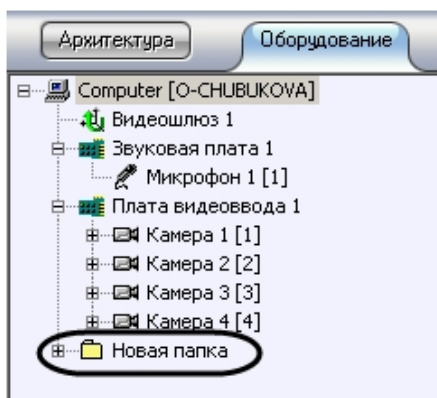 Архитектура Оборудование
Computer [O-CHUBUKOVA]
Видеошлюз 1
Звуковая плата 1
Микрофон 1 [1]
Плата видеоввода 1
Камера 1 [1]
Камера 2 [2]
Камера 3 [3]
Камера 4 [4]
Новая папка